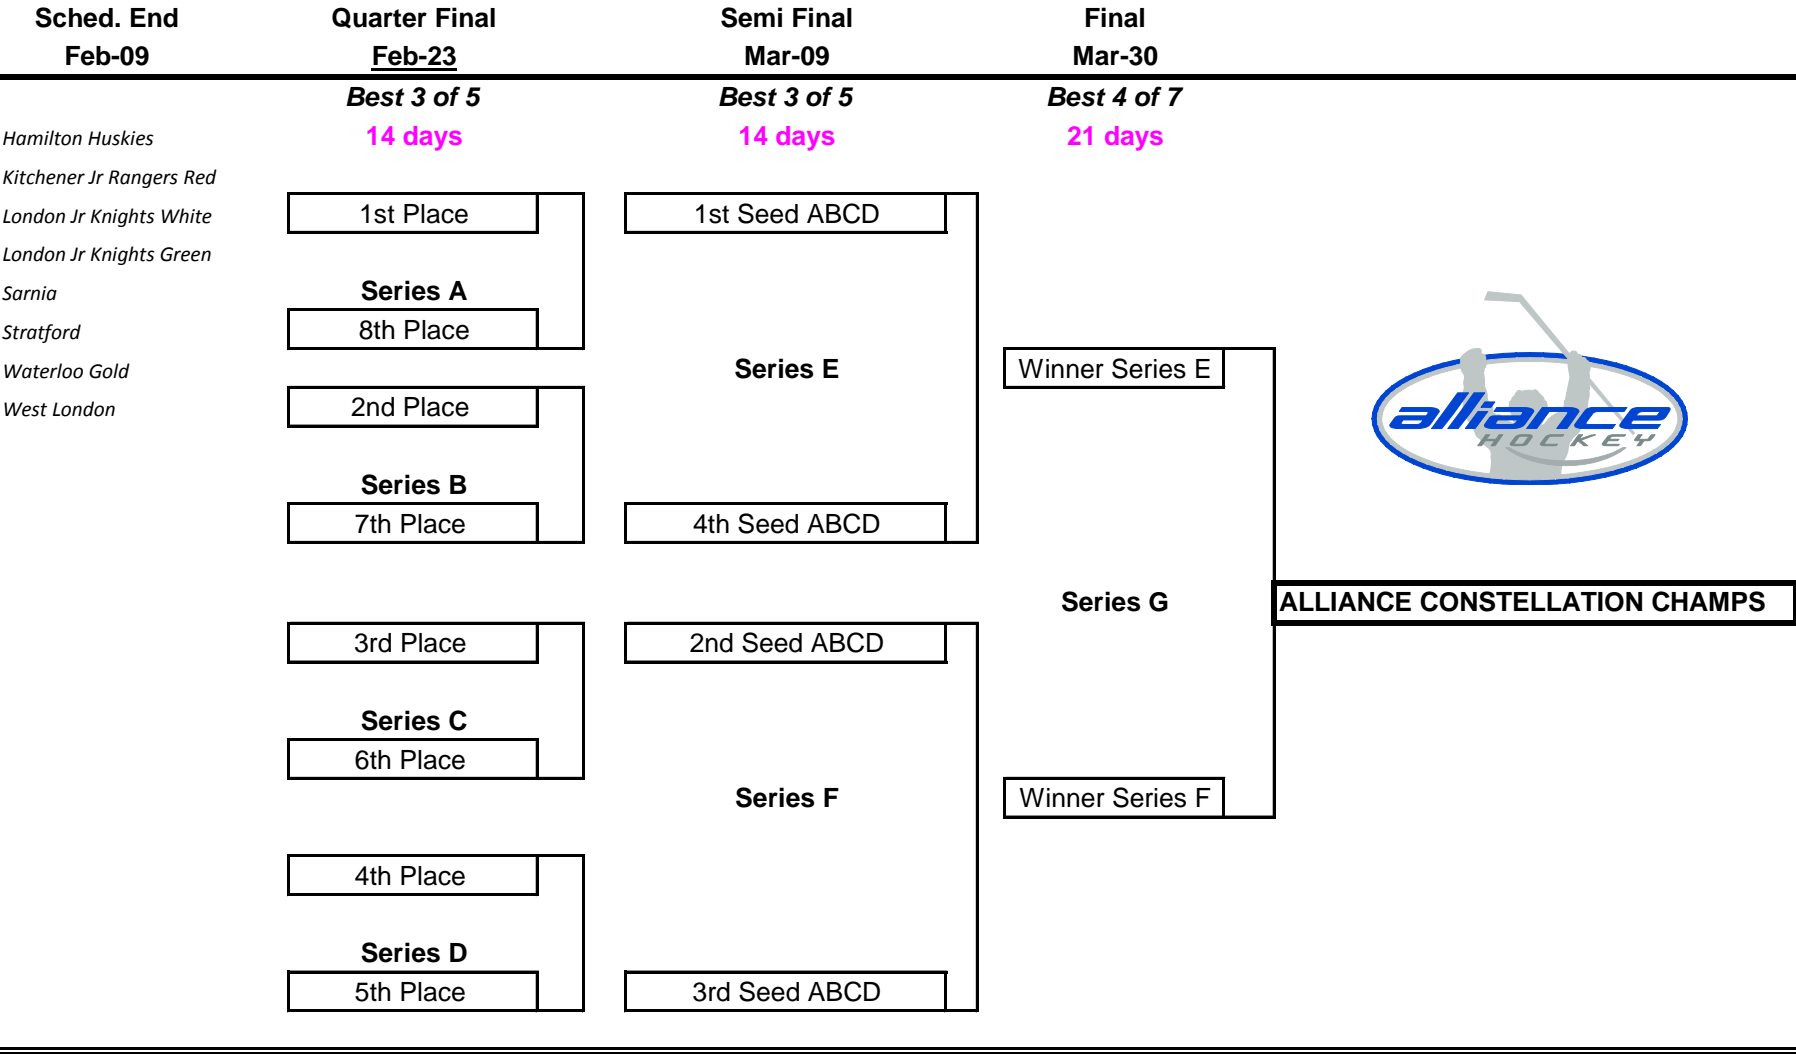 Sched. End Quarter Final Semi Final Final
Feb-09 Feb-23 Mar-09 Mar-30
Best 3 of 5 Best 3 of 5 Best 4 of 7
Hamilton Huskies 14 days 14 days 21 days
Kitchener Jr Rangers Red
London Jr Knights White 1st Place 1st Seed ABCD
London Jr Knights Green
Sarnia Series A
Stratford 8th Place
Waterloo Gold Series E Winner Series E
West London 2nd Place
alliance
HOCKEY
Series B
7th Place 4th Seed ABCD
Series G ALLIANCE CONSTELLATION CHAMPS
3rd Place 2nd Seed ABCD
Series C
6th Place
Series F Winner Series F
4th Place
Series D
5th Place 3rd Seed ABCD